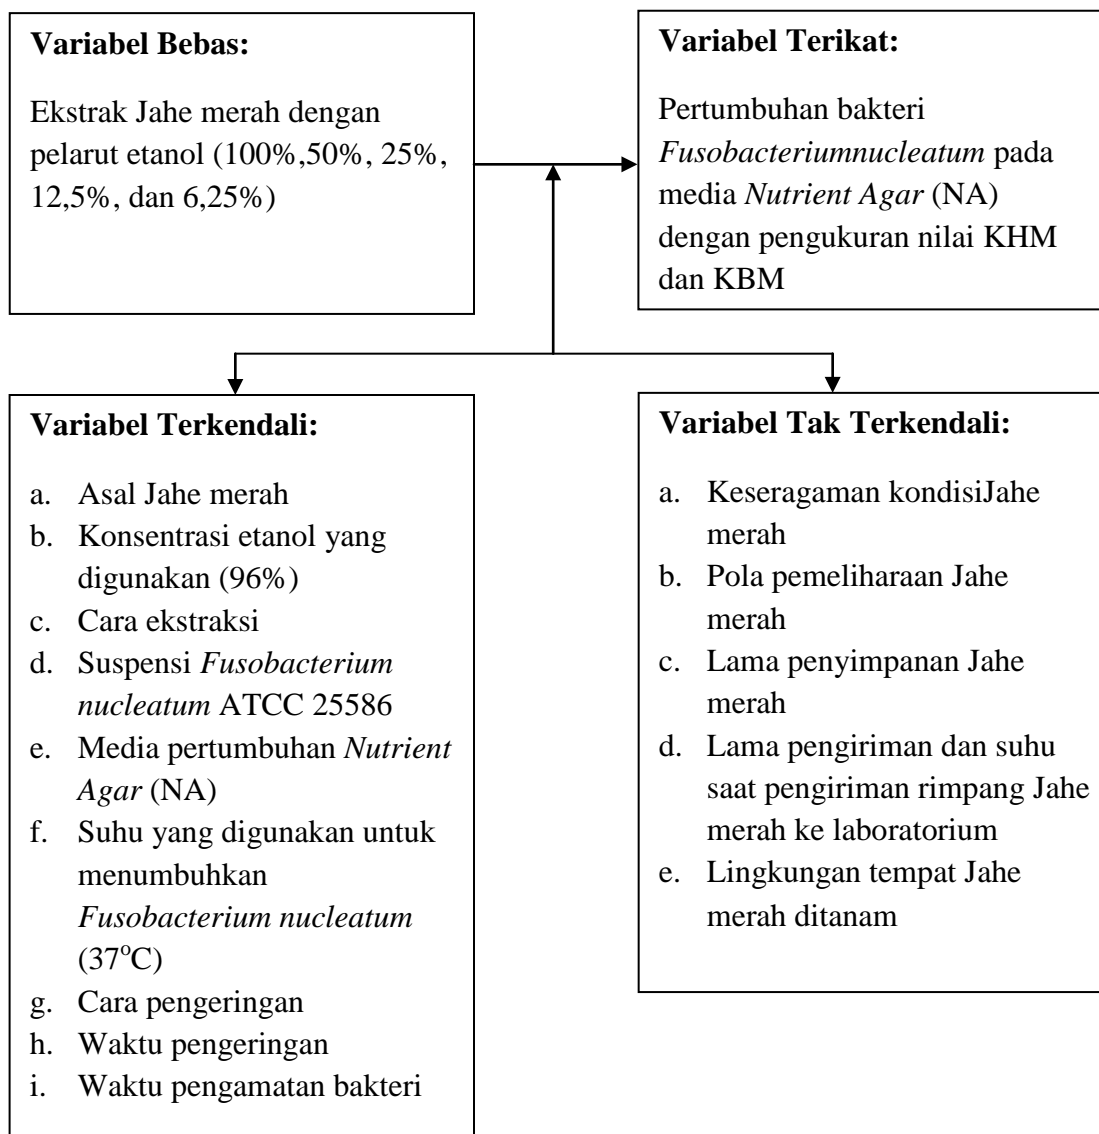 Variabel Bebas:
Ekstrak Jahe merah dengan
pelarut etanol (100%,50%, 25%,
12,5%, dan 6,25%)
Variabel Terikat:
Pertumbuhan bakteri
Fusobacteriumnucleatum pada
media Nutrient Agar (NA)
dengan pengukuran nilai KHM
dan KBM
Variabel Terkendali:
a. Asal Jahe merah
b. Konsentrasi etanol yang
digunakan (96%)
c. Cara ekstraksi
d. Suspensi Fusobacterium
nucleatum ATCC 25586
e. Media pertumbuhan Nutrient
Agar (NA)
f. Suhu yang digunakan untuk
menumbuhkan
Fusobacterium nucleatum
(37°C)
g. Cara pengeringan
h. Waktu pengeringan
i. Waktu pengamatan bakteri
Variabel Tak Terkendali:
a. Keseragaman kondisiJahe
merah
b. Pola pemeliharaan Jahe
merah
c. Lama penyimpanan Jahe
merah
d. Lama pengiriman dan suhu
saat pengiriman rimpang Jahe
merah ke laboratorium
e. Lingkungan tempat Jahe
merah ditanam